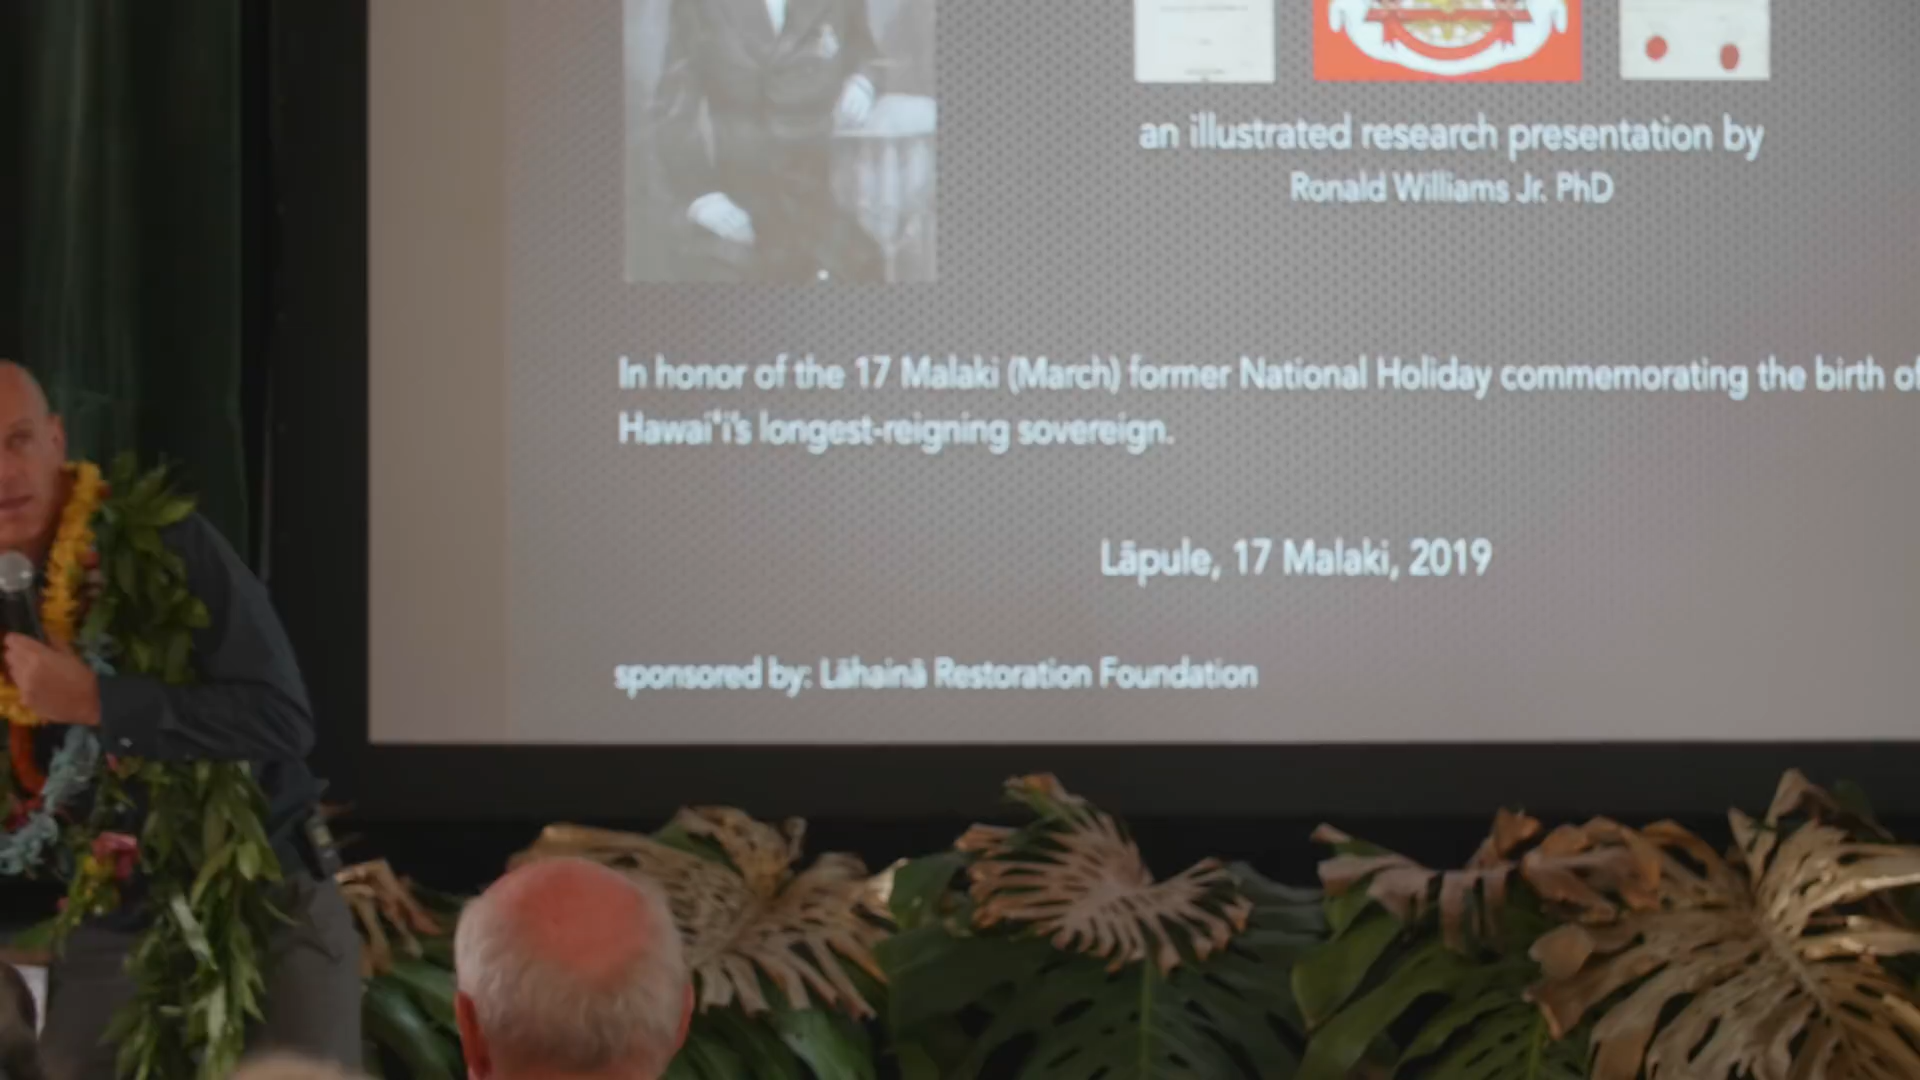 an illustrated research presentation by
Ronald Williams Jr. PhD
In honor of the 17 Malaki (March) former National Holiday commemorating the birth of
Hawaiʻi's longest-reigning sovereign.
Lāpule, 17 Malaki, 2019
sponsored by: Lāhainā Restoration Foundation